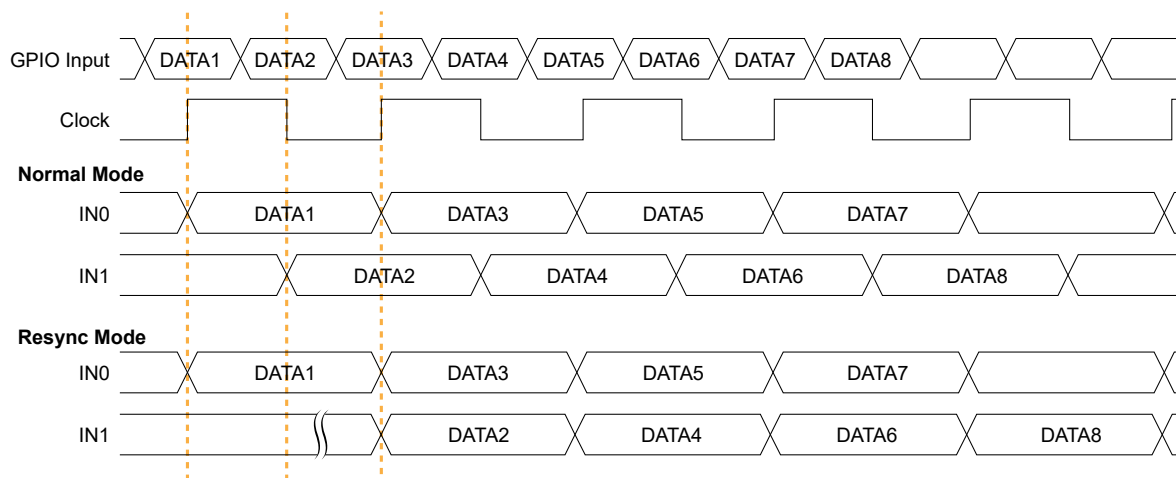 GPIO Input DATA1 DATA2 DATA3 DATA4 DATA5 DATA6 DATA7 DATA8
Clock
Normal Mode
IN0 DATA1 DATA3 DATA5 DATA7
IN1 DATA2 DATA4 DATA6 DATA8
Resync Mode
IN0 DATA1 DATA3 DATA5 DATA7
IN1 DATA2 DATA4 DATA6 DATA8